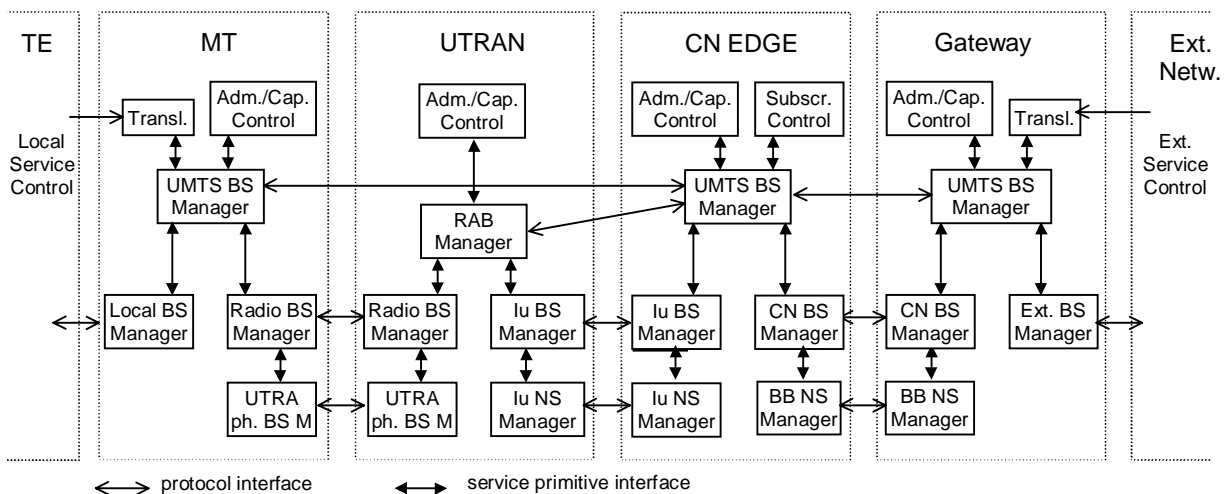 TE
MT
UTRAN
CN EDGE
Gateway
Ext.
Netw.
Transl.
Adm./Cap.
Control
Adm./Cap.
Control
Adm./Cap.
Control
Subscr.
Control
Adm./Cap.
Control
Transl.
Local
Service
Control
Ext.
Service
Control
UMTS BS
Manager
RAB
Manager
UMTS BS
Manager
UMTS BS
Manager
Local BS
Manager
Radio BS
Manager
Radio BS
Manager
Iu BS
Manager
Iu BS
Manager
CN BS
Manager
CN BS
Manager
Ext. BS
Manager
UTRA
ph. BS M
UTRA
ph. BS M
Iu NS
Manager
Iu NS
Manager
BB NS
Manager
BB NS
Manager
protocol interface
service primitive interface